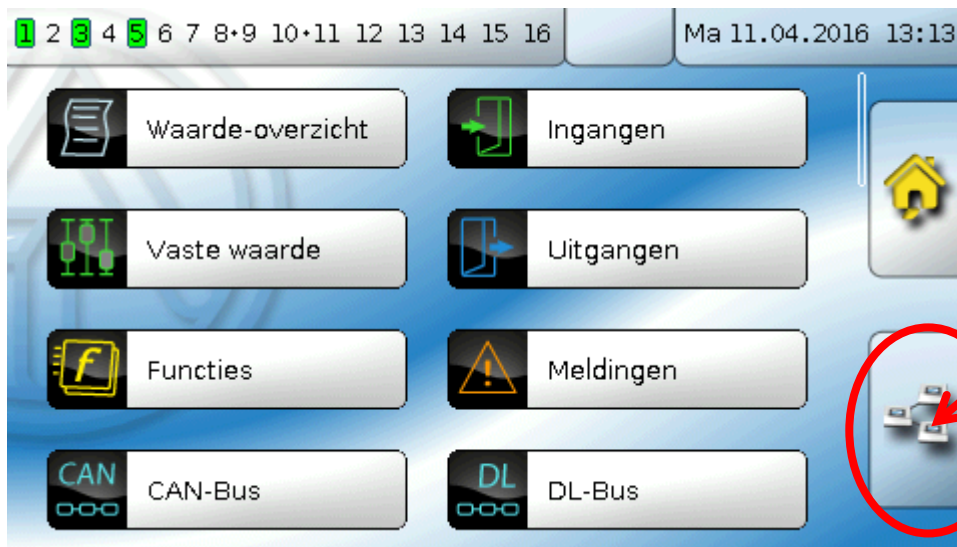 1 2 3 4 5 6 7 8•9 10•11 12 13 14 15 16
Ma 11.04.2016 13:13
Waarde-overzicht
Ingangen
Vaste waarde
Uitgangen
f Functies
Meldingen
CAN CAN-Bus
DL DL-Bus